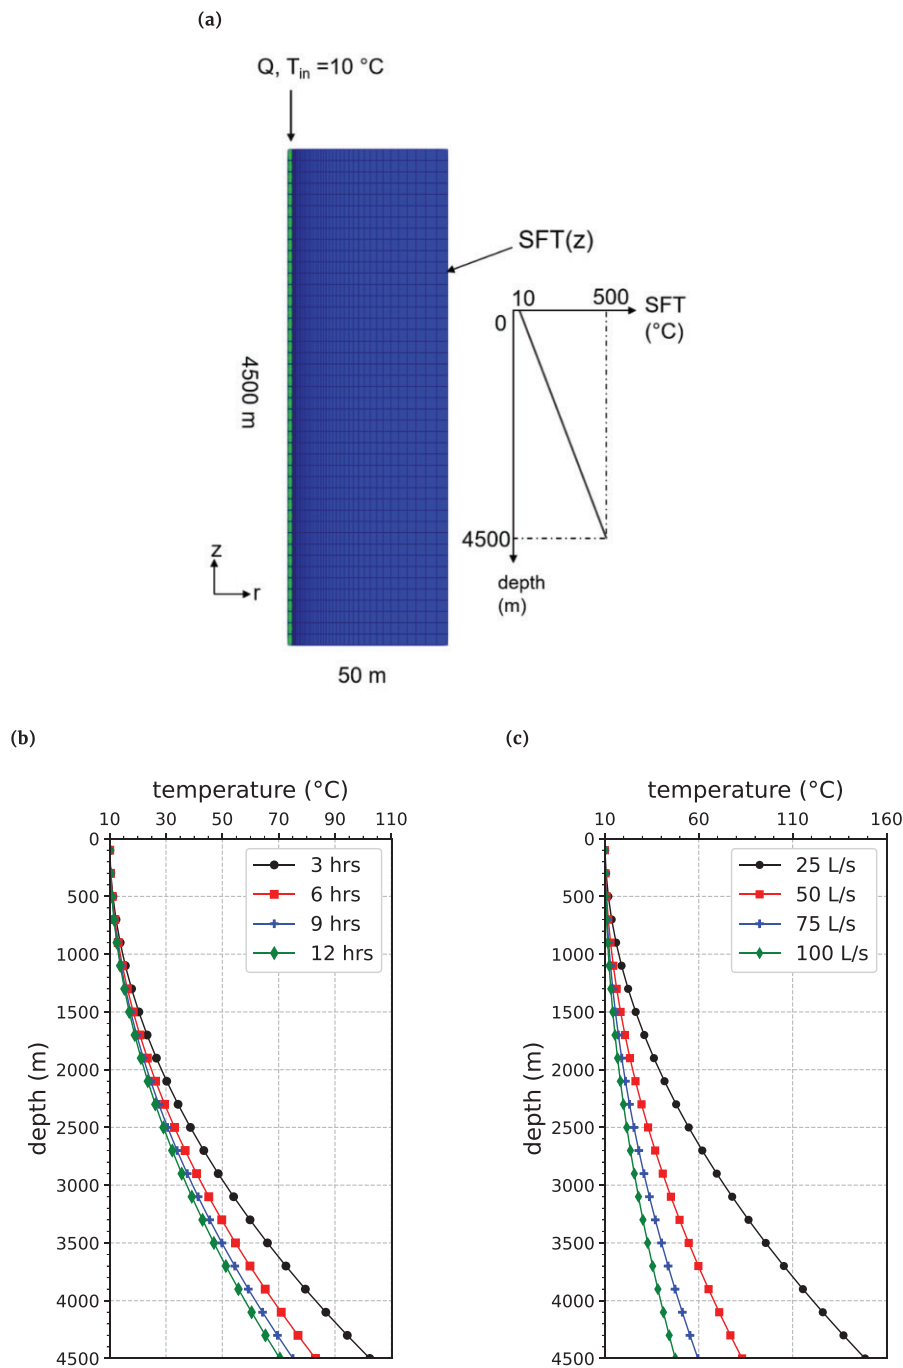 (a)
Q, Tin =10 °C
SFT(z)
10
500
SFT
(°C)
0
4500 m
4500
depth
(m)
z
r
50 m
(b)
temperature (°C)
10 30 50 70 90 110
0
500
1000
1500
2000
2500
3000
3500
4000
4500
depth (m)
3 hrs
6 hrs
9 hrs
12 hrs
(c)
temperature (°C)
10 60 110 160
0
500
1000
1500
2000
2500
3000
3500
4000
4500
depth (m)
25 L/s
50 L/s
75 L/s
100 L/s